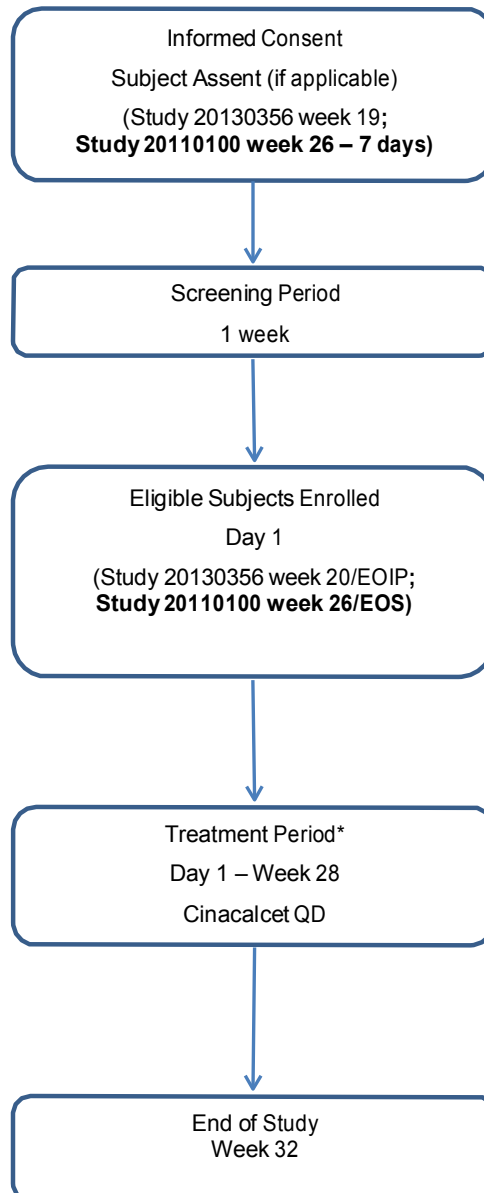 Informed Consent
Subject Assent (if applicable)
(Study 20130356 week 19;
Study 20110100 week 26 – 7 days)
Screening Period
1 week
Eligible Subjects Enrolled
Day 1
(Study 20130356 week 20/EOIP;
Study 20110100 week 26/EOS)
Treatment Period*
Day 1 – Week 28
Cinacalcet QD
End of Study
Week 32